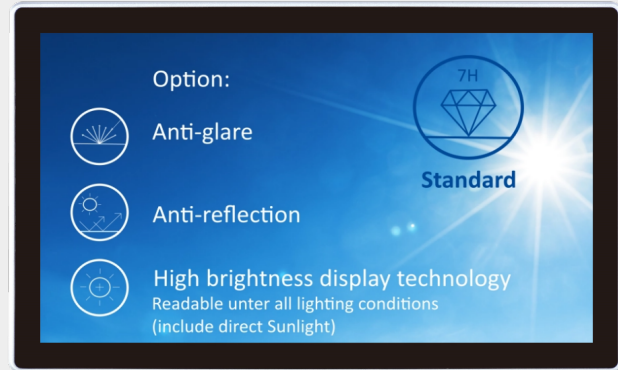 Option:
7H
Anti-glare
Standard
Anti-reflection
High brightness display technology
Readable unter all lighting conditions
(include direct Sunlight)